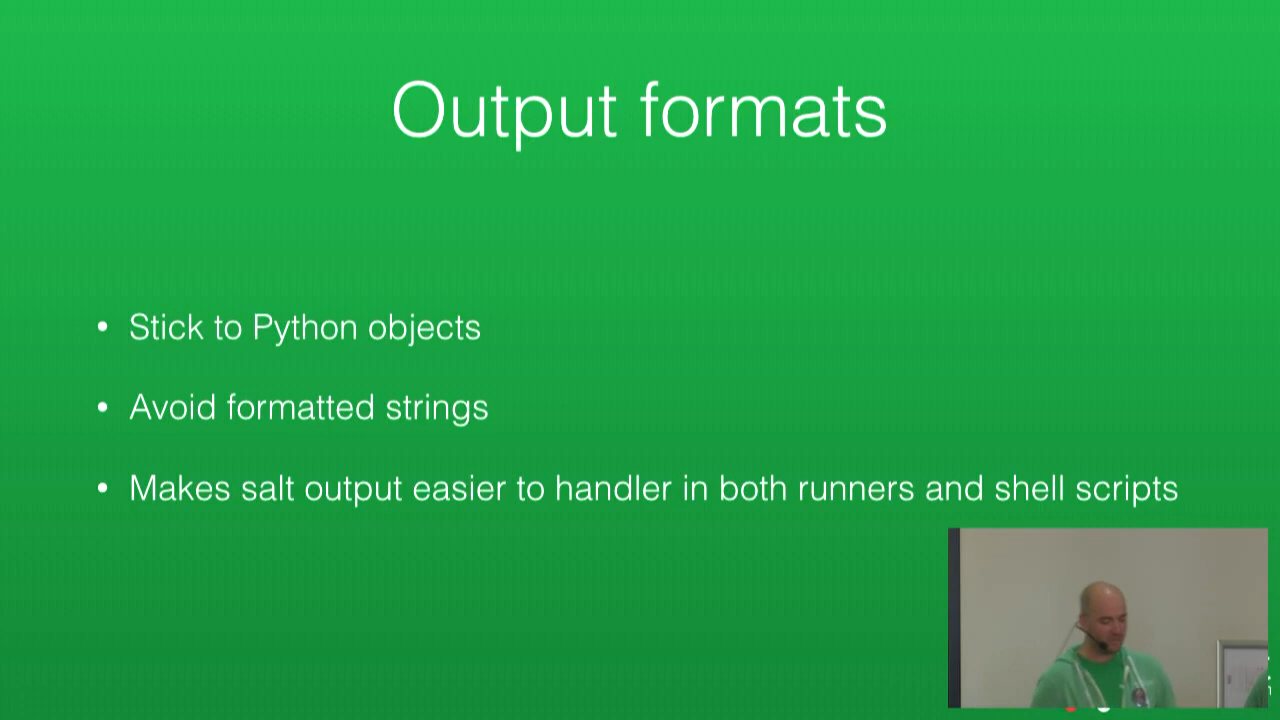 Output formats
• Stick to Python objects
• Avoid formatted strings
• Makes salt output easier to handler in both runners and shell scripts